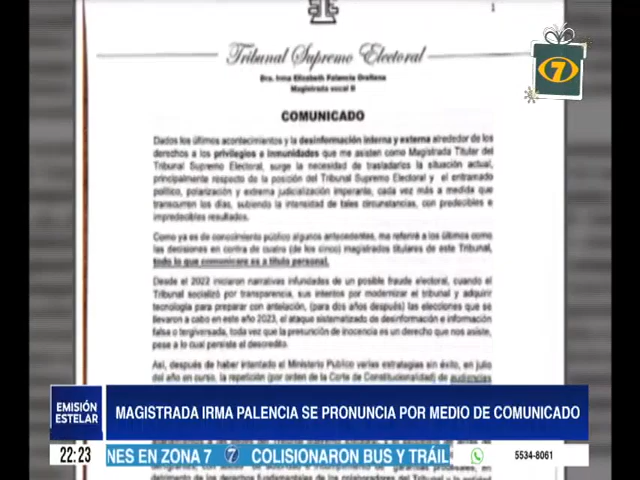 1
Tribunal Supremo Electoral
Dra. Irma Elizabeth Palencia Orellana
Magistrada vocal II
COMUNICADO
Dados los últimos acontecimientos y la desinformación interna y externa alrededor de los
derechos a los privilegios e inmunidades que me asisten como Magistrada Titular del
Tribunal Supremo Electoral, surge la necesidad de trasladarles la situación actual,
principalmente respecto de la posición del Tribunal Supremo Electoral y el entramado
político, polarización y extrema judicialización imperante, cada vez más a medida que
transcurren los días, subiendo la intensidad de tales circunstancias, con predecibles e
impredecibles resultados.
Como ya es de conocimiento público algunos antecedentes, me referiré a los últimos como
las decisiones en contra de cuatro (de los cinco) magistrados titulares de este Tribunal,
todo lo que comunicare es a título personal.
Desde el 2022 iniciaron narrativas infundadas de un posible fraude electoral, cuando el
Tribunal socializó por transparencia, sus intentos por modernizar el tribunal y adquirir
tecnología para preparar con antelación, (para dos años después) las elecciones que se
llevaron a cabo en este año 2023, el ataque sistematizado de desinformación e información
falsa o tergiversada, toda vez que la presunción de inocencia es un derecho que nos asiste,
pese a lo cual persiste el descredito.
Así, después de haber intentado el Ministerio Público varias estrategias sin éxito, en julio
del año en curso, la repetición (por orden de la Corte de Constitucionalidad) de audiencias
7
EMISIÓN
ESTELAR
MAGISTRADA IRMA PALENCIA SE PRONUNCIA POR MEDIO DE COMUNICADO
22:23
NES EN ZONA 7 7 COLISIONARON BUS Y TRÁIL
5534-8061